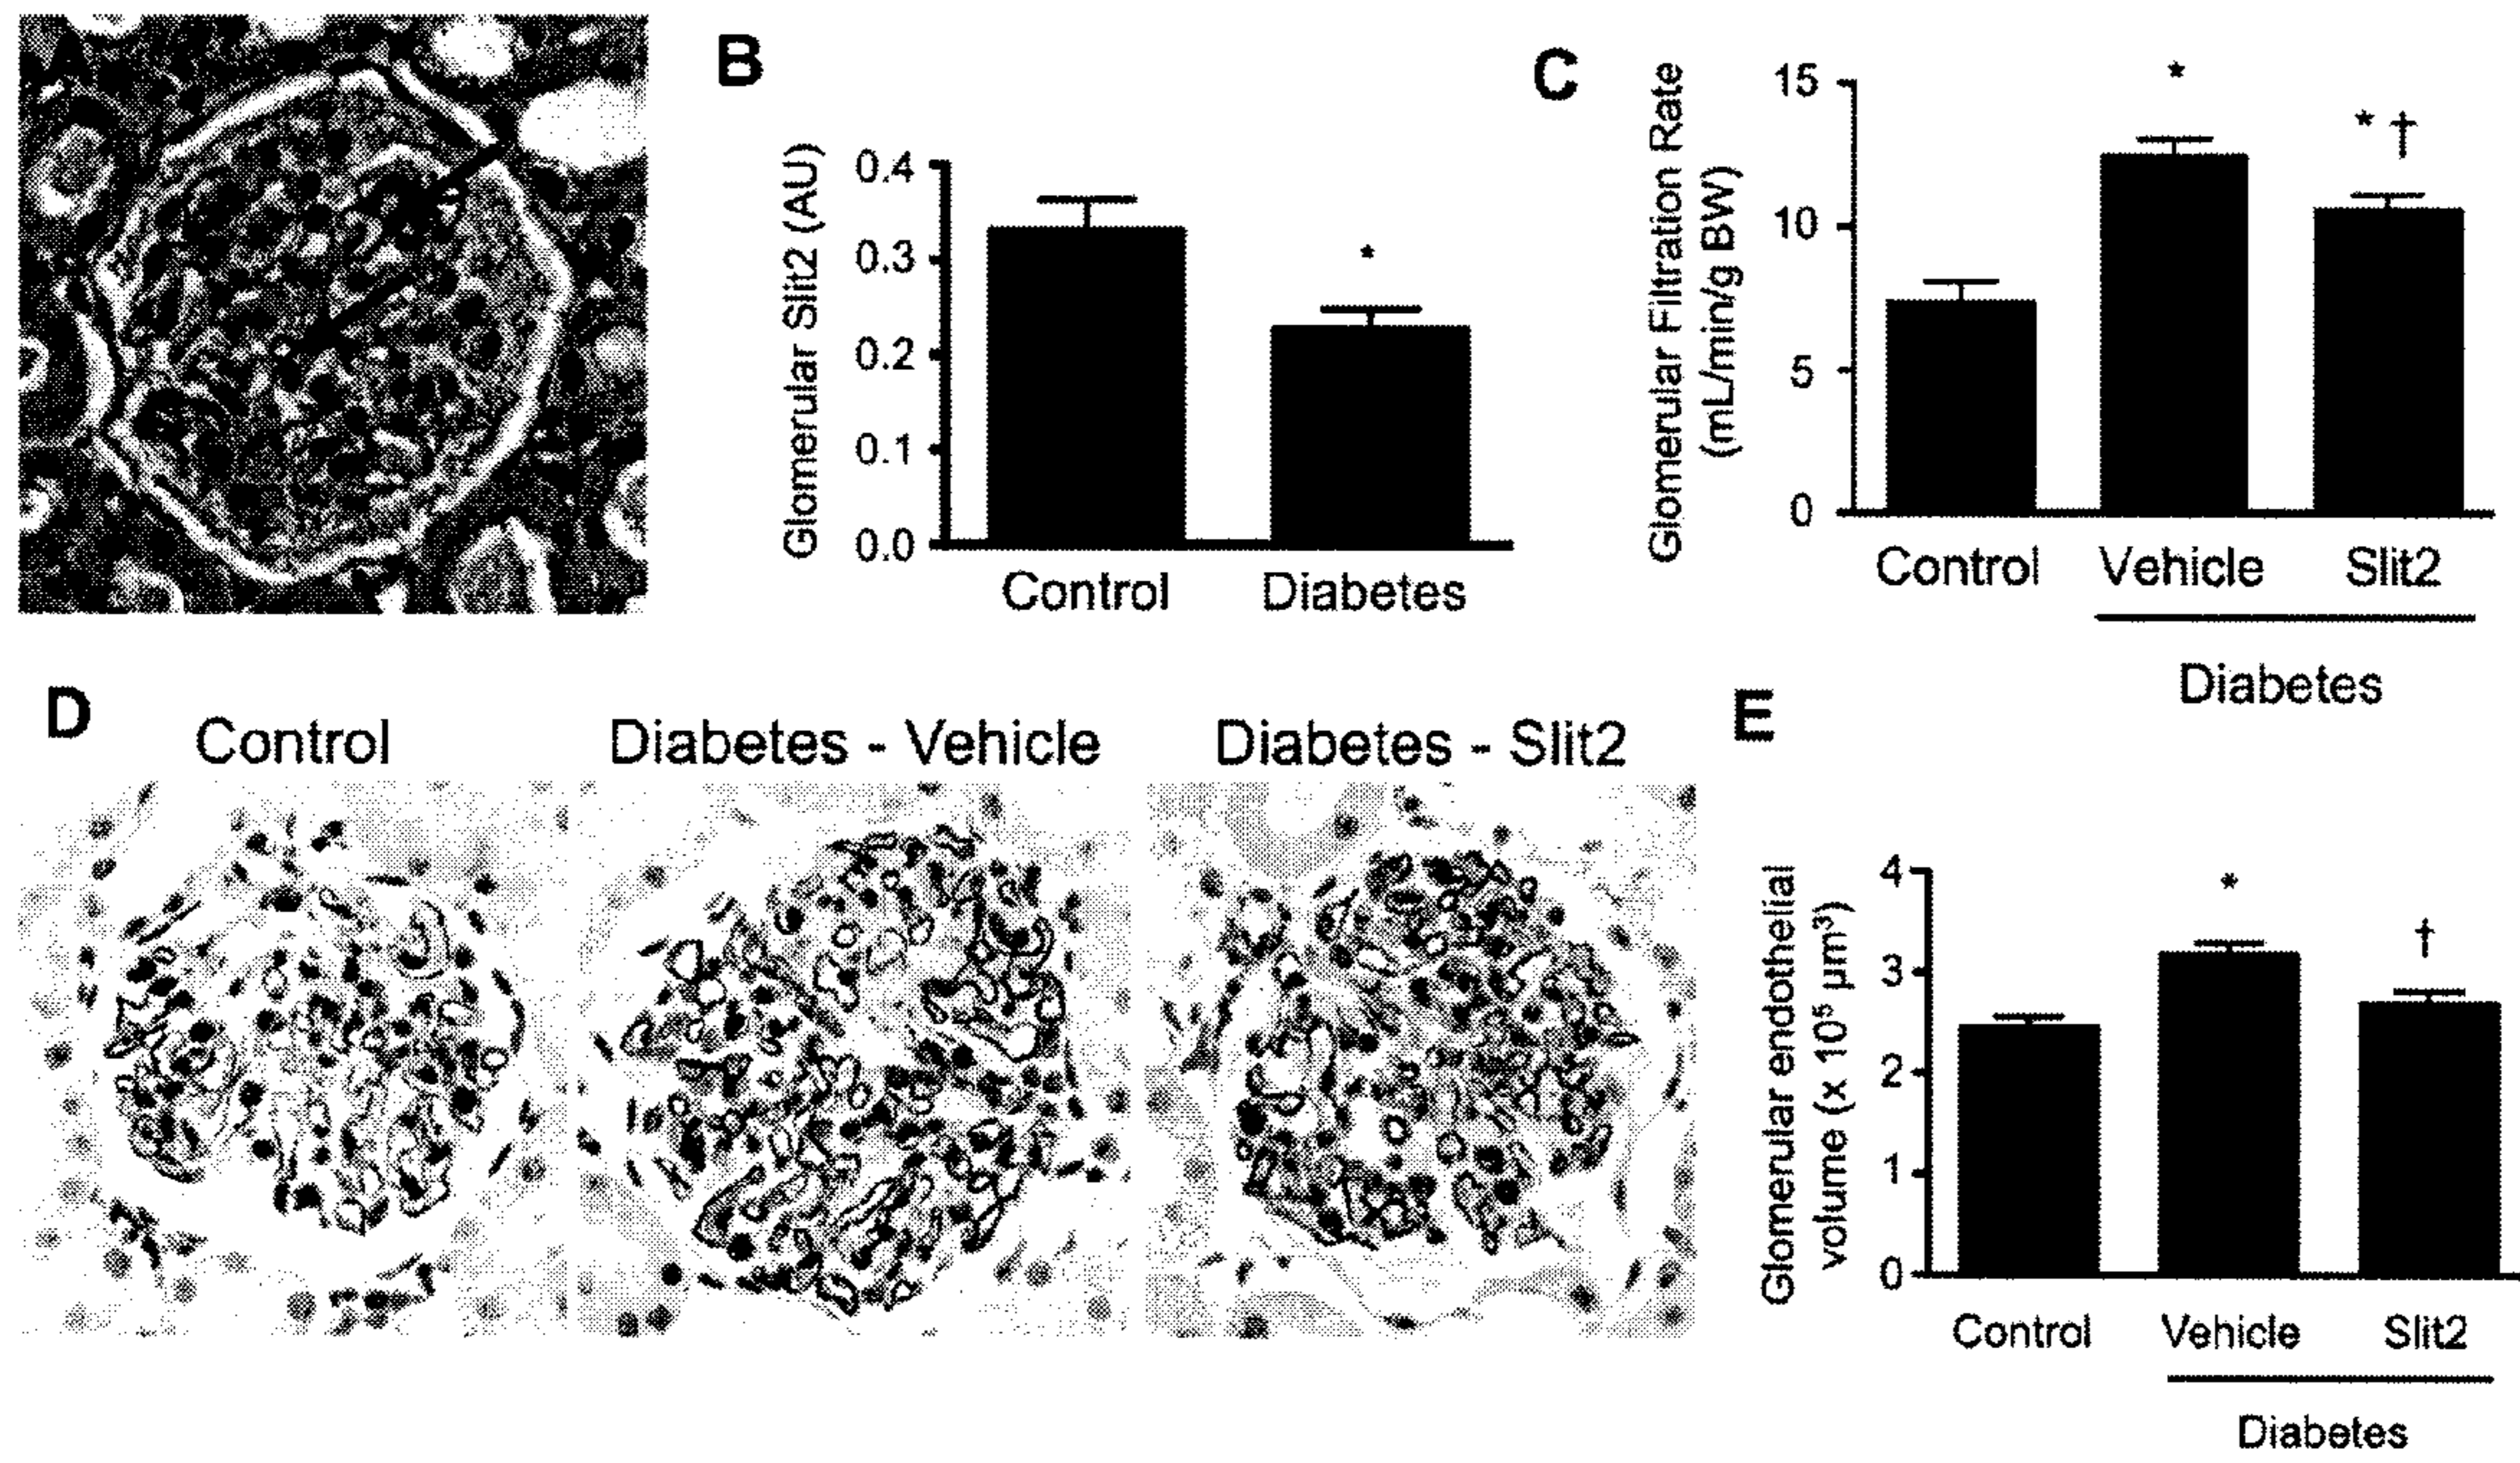 A
B
Glomerular Slit2 (AU)
0.4
0.3
0.2
0.1
0.0
*
Control Diabetes
C
Glomerular Filtration Rate
(mL/min/g BW)
15
10
5
0
*
* †
Control Vehicle Slit2
Diabetes
D
Control Diabetes - Vehicle Diabetes - Slit2
E
Glomerular endothelial
volume (x 10⁵ µm³)
4
3
2
1
0
*
†
Control Vehicle Slit2
Diabetes